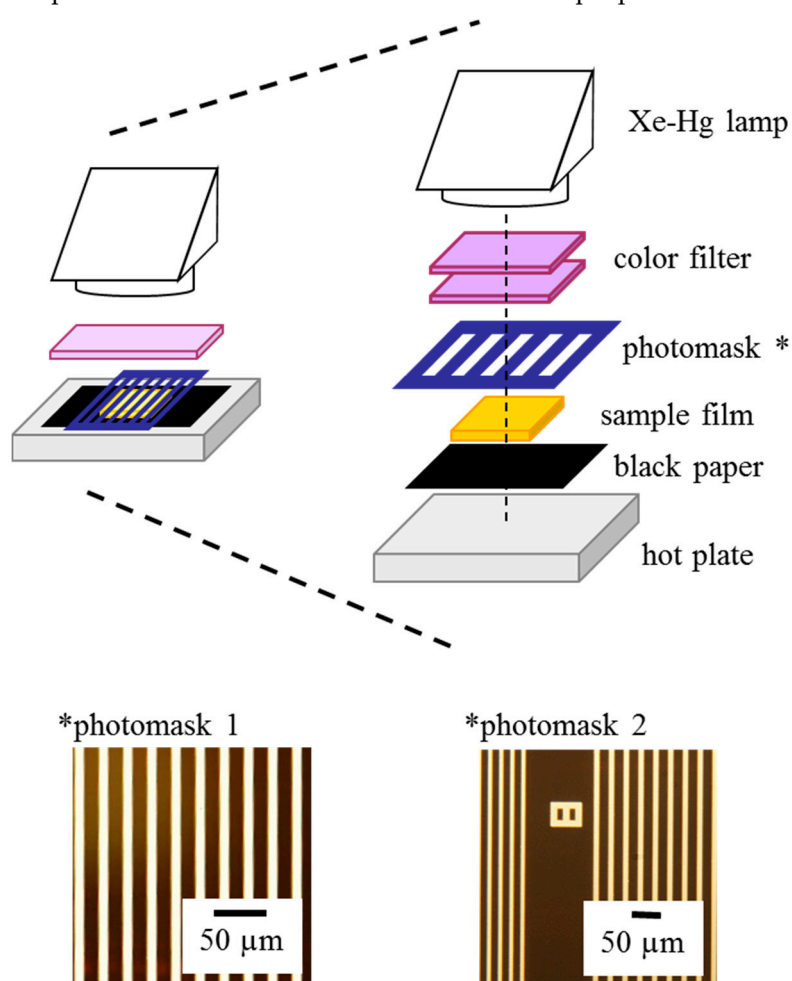 Xe-Hg lamp
color filter
photomask *
sample film
black paper
hot plate
*photomask 1
*photomask 2
50 μm
50 μm